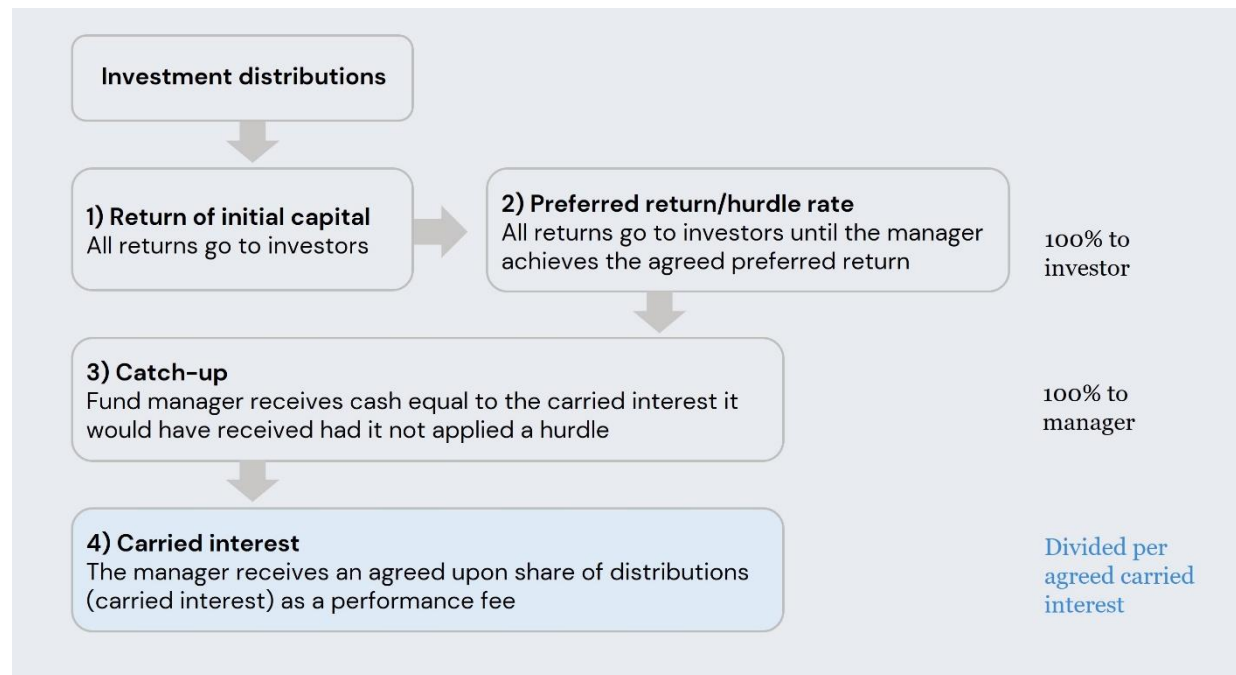 Investment distributions
1) Return of initial capital
All returns go to investors
2) Preferred return/hurdle rate
All returns go to investors until the manager
achieves the agreed preferred return
100% to
investor
3) Catch-up
Fund manager receives cash equal to the carried interest it
would have received had it not applied a hurdle
100% to
manager
4) Carried interest
The manager receives an agreed upon share of distributions
(carried interest) as a performance fee
Divided per
agreed carried
interest